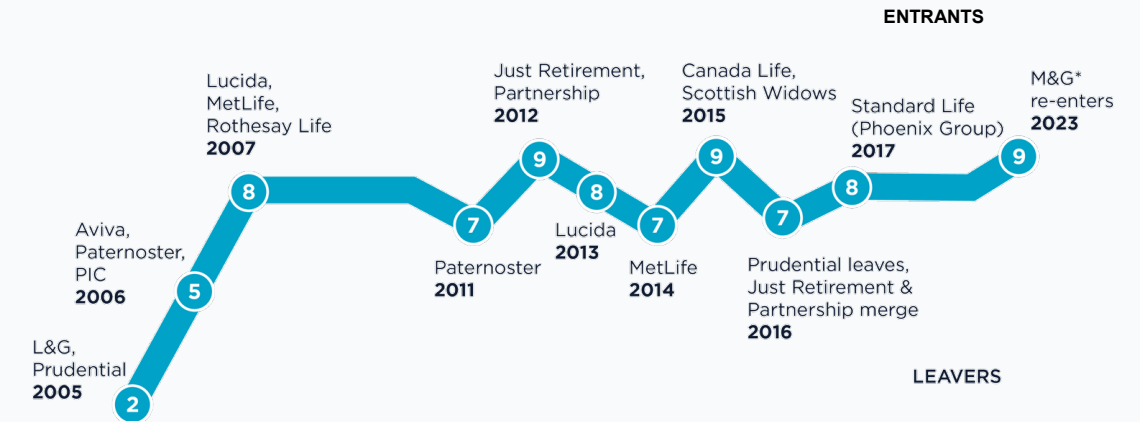 ENTRANTS
L&G,
Prudential
2005
2
Aviva,
Paternoster,
PIC
2006
5
Lucida,
MetLife,
Rothesay Life
2007
8
7
Paternoster
2011
Just Retirement,
Partnership
2012
9
8
Lucida
2013
7
MetLife
2014
Canada Life,
Scottish Widows
2015
9
7
Prudential leaves,
Just Retirement &
Partnership merge
2016
Standard Life
(Phoenix Group)
2017
8
M&G*
re-enters
2023
9
LEAVERS